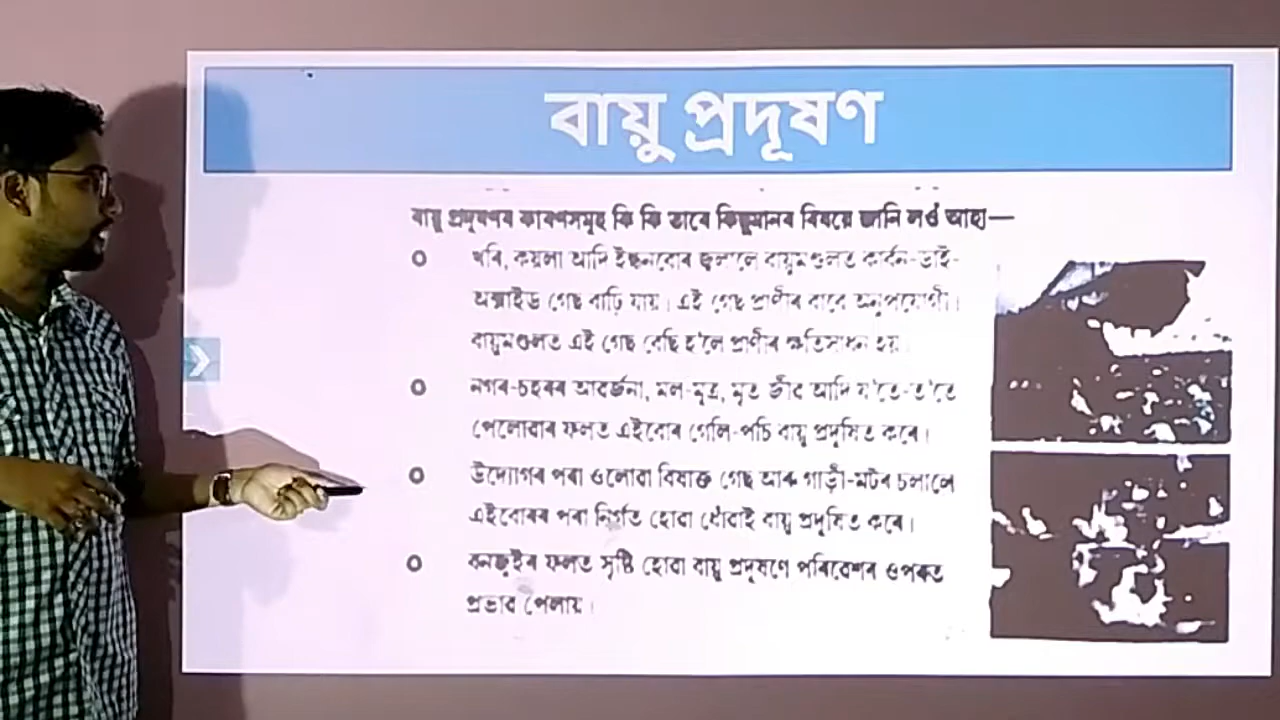 বায়ু প্ৰদূষণ
বায়ু প্ৰদূষণৰ কাৰণসমূহ কি কি তাৰে কিছুমানৰ বিষয়ে জানি লওঁ আহা—
খৰি, কয়লা আদি ইন্ধনবোৰ জ্বলালে বায়ুমণ্ডলত কাৰ্বন-ডাই-
অক্সাইড গেছ বাঢ়ি যায়। এই গেছ প্ৰাণীৰ বাবে অনুপযোগী।
বায়ুমণ্ডলত এই গেছ বেছি হ'লে প্ৰাণীৰ ক্ষতিসাধন হয়।
নগৰ-চহৰৰ আবৰ্জনা, মল-মূত্ৰ, মৃত জীৱ আদি য'তে-ত'তে
পেলোৱাৰ ফলত এইবোৰ গেলি-পচি বায়ু প্ৰদূষিত কৰে।
উদ্যোগৰ পৰা ওলোৱা বিষাক্ত গেছ আৰু গাড়ী-মটৰ চলালে
এইবোৰৰ পৰা নিৰ্গত হোৱা ধোঁৱাই বায়ু প্ৰদূষিত কৰে।
বনজুইৰ ফলত সৃষ্টি হোৱা বায়ু প্ৰদূষণে পৰিবেশৰ ওপৰত
প্ৰভাৱ পেলায়।